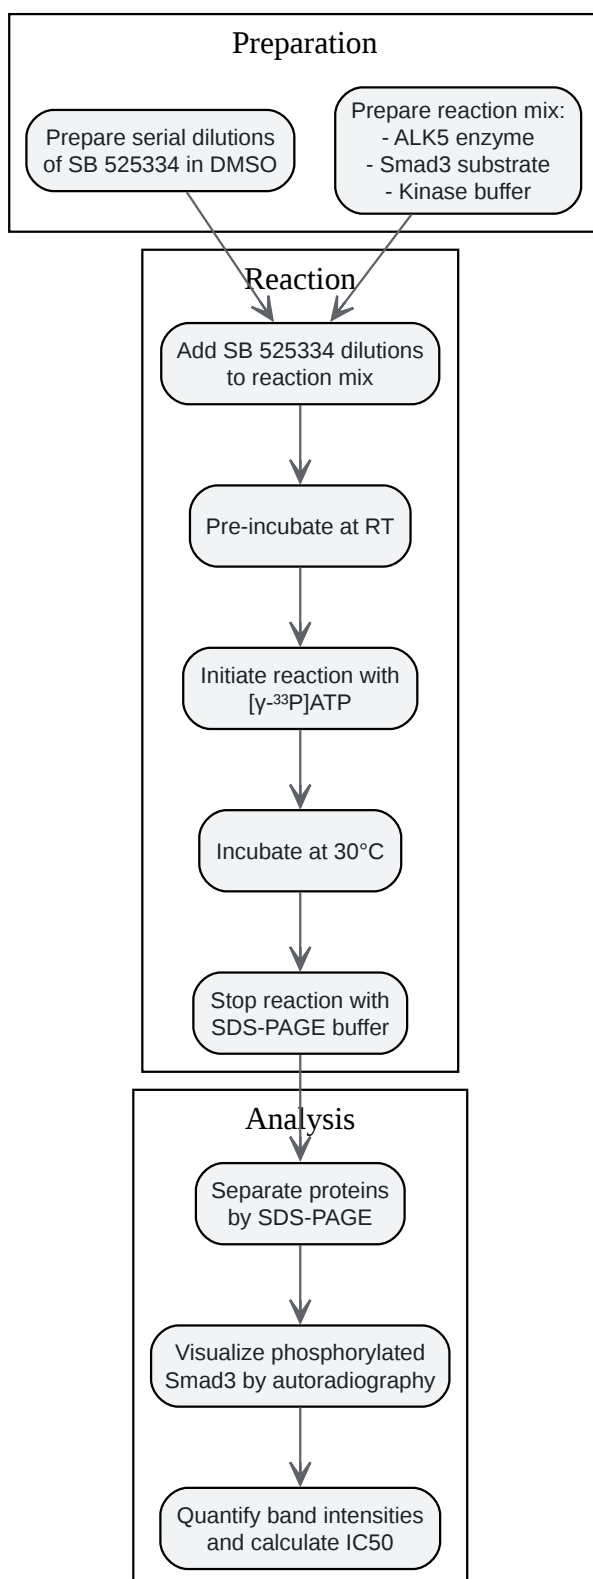 Preparation
Prepare serial dilutions
of SB 525334 in DMSO
Prepare reaction mix:
- ALK5 enzyme
- Smad3 substrate
- Kinase buffer
Reaction
Add SB 525334 dilutions
to reaction mix
Pre-incubate at RT
Initiate reaction with
[γ-³³P]ATP
Incubate at 30°C
Stop reaction with
SDS-PAGE buffer
Analysis
Separate proteins
by SDS-PAGE
Visualize phosphorylated
Smad3 by autoradiography
Quantify band intensities
and calculate IC50